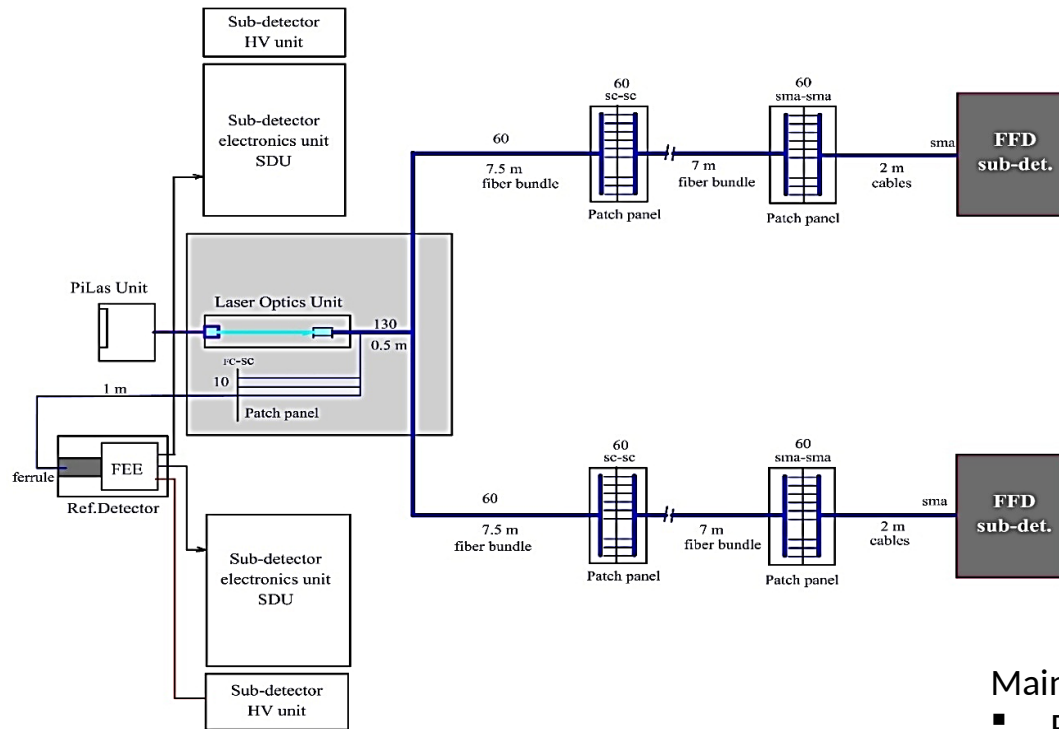 Sub-detector
HV unit
Sub-detector
electronics unit
SDU
60
sc-sc
60
sma-sma
60
7.5 m
fiber bundle
7 m
fiber bundle
sma
2 m
cables
FFD
sub-det.
Patch panel
Patch panel
PiLas Unit
Laser Optics Unit
130
0.5 m
FC-SC
10
1 m
Patch panel
ferrule
FEE
Ref.Detector
60
sc-sc
60
sma-sma
60
7.5 m
fiber bundle
7 m
fiber bundle
sma
2 m
cables
FFD
sub-det.
Patch panel
Patch panel
Sub-detector
electronics unit
SDU
Sub-detector
HV unit
Main